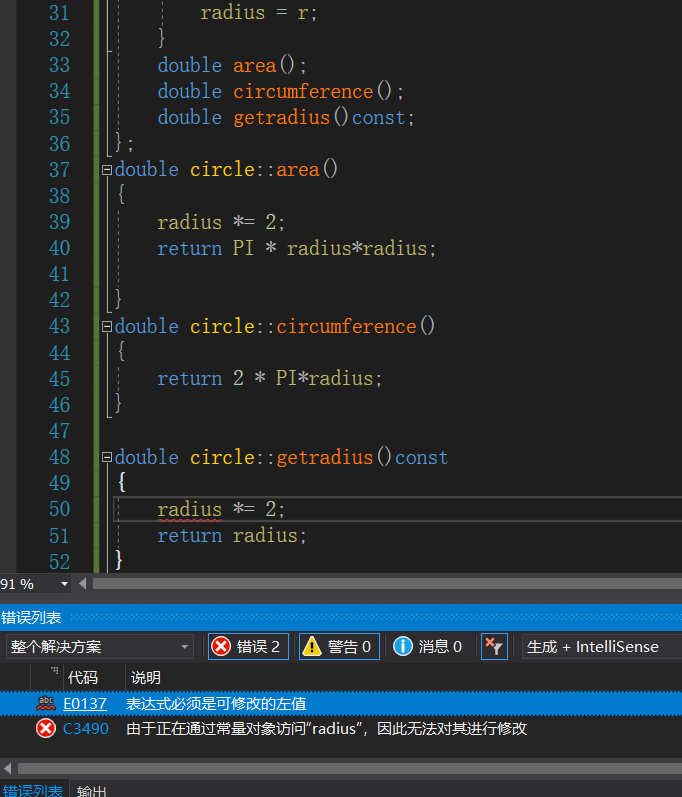 31 radius = r;
32 }
33 double area();
34 double circumference();
35 double getradius()const;
36 };
37 double circle::area()
38 {
39 radius *= 2;
40 return PI * radius*radius;
41
42 }
43 double circle::circumference()
44 {
45 return 2 * PI*radius;
46 }
47
48 double circle::getradius()const
49 {
50 radius *= 2;
51 return radius;
52 }
91 %
错误列表
整个解决方案 错误 2 警告 0 消息 0 生成 + IntelliSense
代码 说明
abc E0137 表达式必须是可修改的左值
C3490 由于正在通过常量对象访问“radius”，因此无法对其进行修改
错误列表 输出